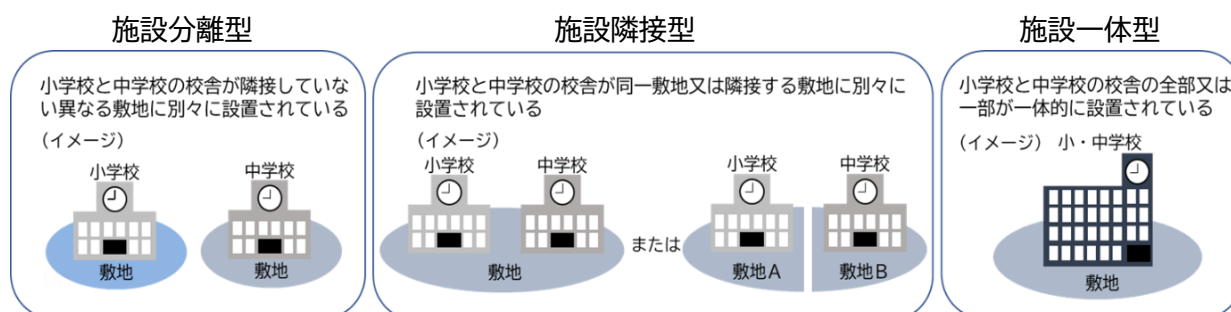 施設分離型
小学校と中学校の校舎が隣接していな
い異なる敷地に別々に設置されている
（イメージ）
小学校
中学校
敷地
敷地
施設隣接型
小学校と中学校の校舎が同一敷地又は隣接する敷地に別々に
設置されている
（イメージ）
小学校
中学校
敷地
または
小学校
中学校
敷地A
敷地B
施設一体型
小学校と中学校の校舎の全部又は
一部が一体的に設置されている
（イメージ） 小・中学校
敷地